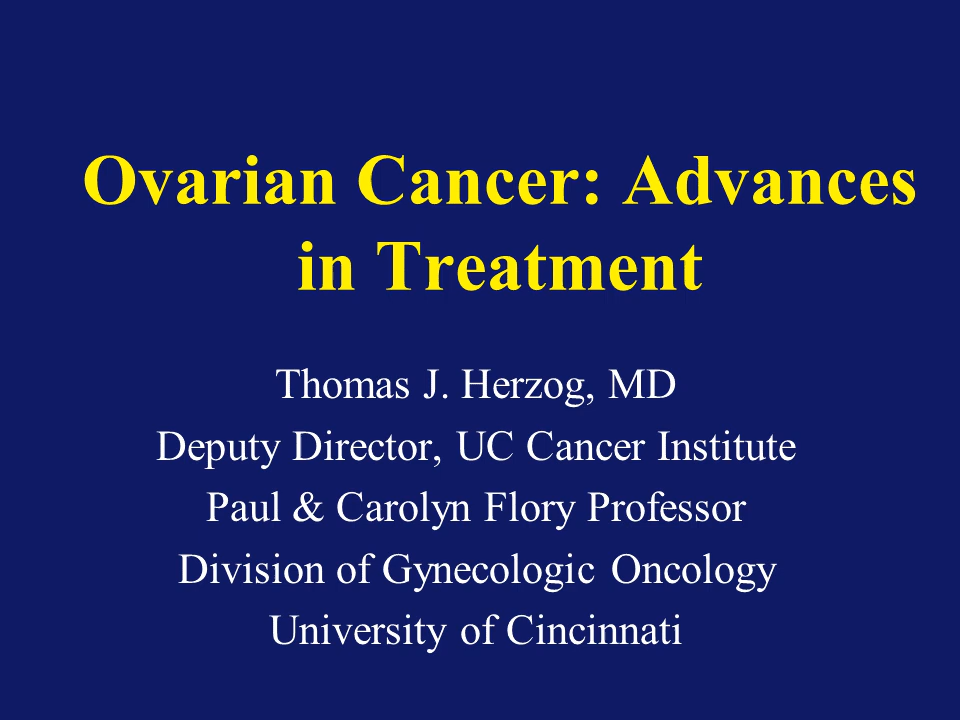 Ovarian Cancer: Advances
in Treatment
Thomas J. Herzog, MD
Deputy Director, UC Cancer Institute
Paul & Carolyn Flory Professor
Division of Gynecologic Oncology
University of Cincinnati